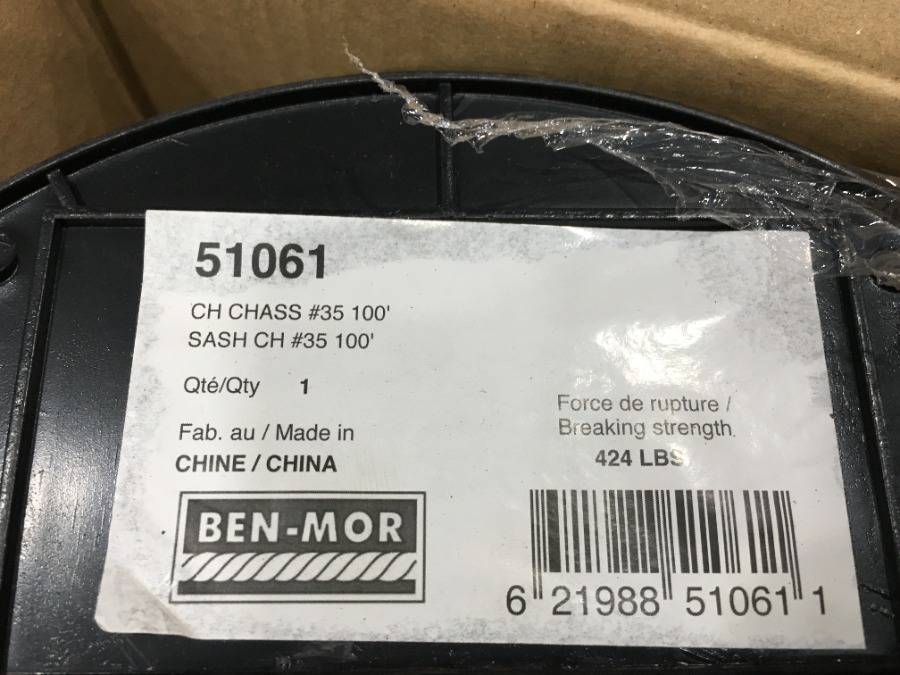 51061
CH CHASS #35 100'
SASH CH #35 100'
Qté/Qty 1
Fab. au / Made in
CHINE / CHINA
Force de rupture /
Breaking strength
424 LBS
BEN-MOR
6 21988 51061 1